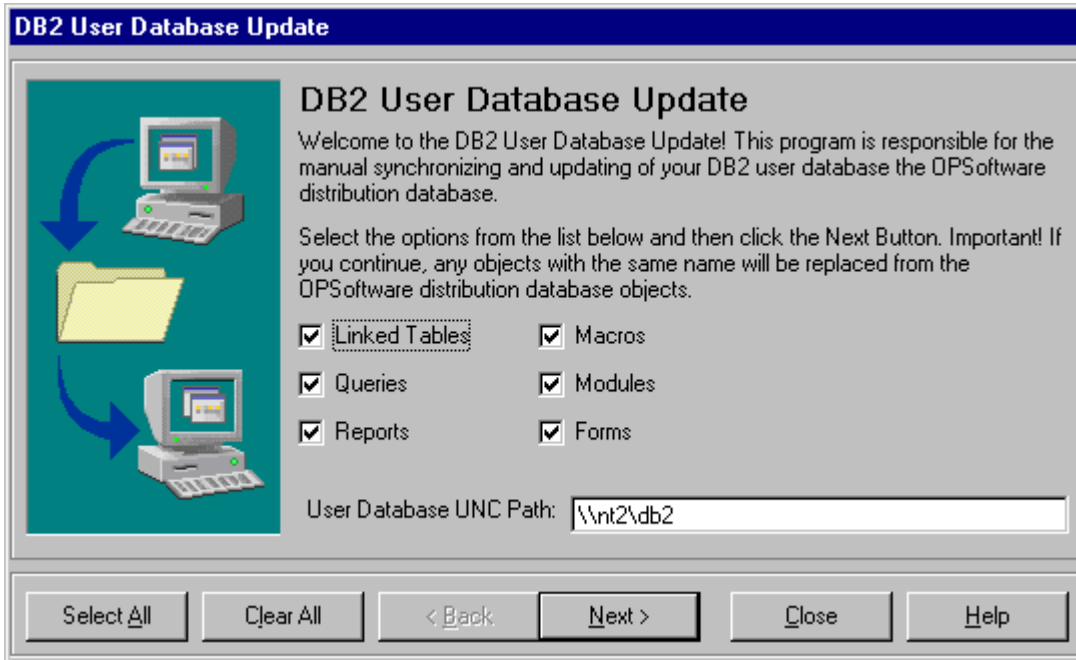 DB2 User Database Update
DB2 User Database Update
Welcome to the DB2 User Database Update! This program is responsible for the
manual synchronizing and updating of your DB2 user database the OPSoftware
distribution database.
Select the options from the list below and then click the Next Button. Important! If
you continue, any objects with the same name will be replaced from the
OPSoftware distribution database objects.
Linked Tables Macros
Queries Modules
Reports Forms
User Database UNC Path: \\nt2\db2
Select All Clear All < Back Next > Close Help